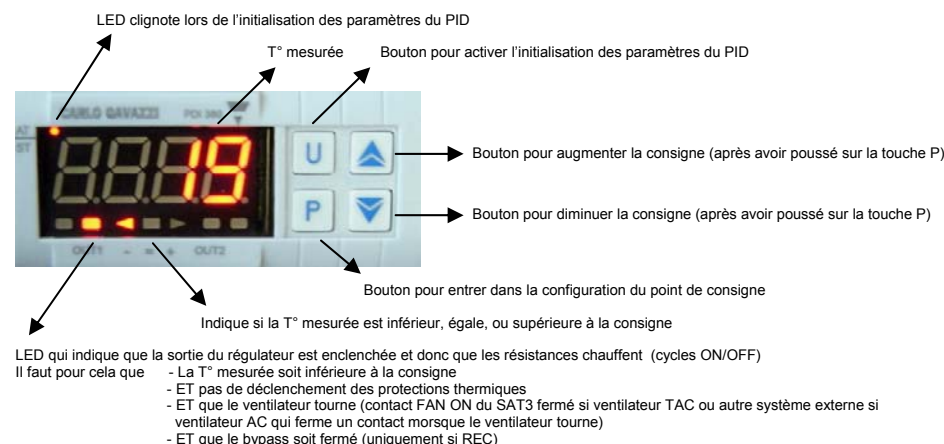 LED clignote lors de l'initialisation des paramètres du PID
T° mesurée
Bouton pour activer l'initialisation des paramètres du PID
CARLO GAVAZZI
PDI 380
AT
ST
19
U
P
OUT1 - = + OUT2
Bouton pour augmenter la consigne (après avoir poussé sur la touche P)
Bouton pour diminuer la consigne (après avoir poussé sur la touche P)
Bouton pour entrer dans la configuration du point de consigne
Indique si la T° mesurée est inférieur, égale, ou supérieure à la consigne
LED qui indique que la sortie du régulateur est enclenchée et donc que les résistances chauffent (cycles ON/OFF)
Il faut pour cela que - La T° mesurée soit inférieure à la consigne
- ET pas de déclenchement des protections thermiques
- ET que le ventilateur tourne (contact FAN ON du SAT3 fermé si ventilateur TAC ou autre système externe si
ventilateur AC qui ferme un contact morsque le ventilateur tourne)
- ET que le bypass soit fermé (uniquement si REC)